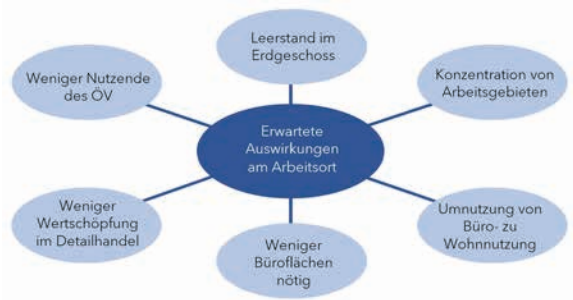 Leerstand im
Erdgeschoss
Weniger Nutzende
des ÖV
Konzentration von
Arbeitsgebieten
Erwartete
Auswirkungen
am Arbeitsort
Weniger
Wertschöpfung
im Detailhandel
Umnutzung von
Büro- zu
Wohnnutzung
Weniger
Büroflächen
nötig